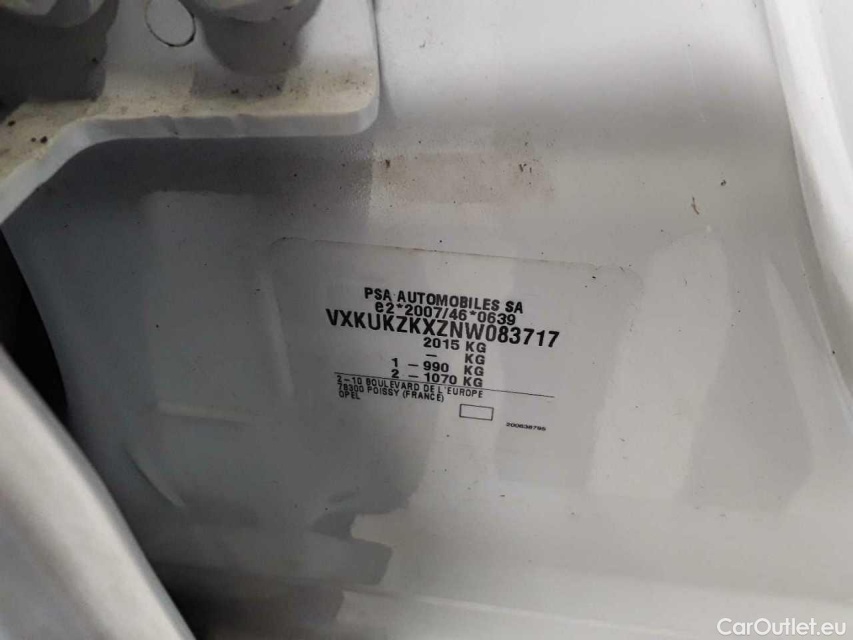 PSA AUTOMOBILES SA
e2*2007/46*0639
VXKUKZKXZNW083717
2015 KG
- KG
1 - 990 KG
2 - 1070 KG
2-10 BOULEVARD DE L'EUROPE
78300 POISSY (FRANCE)
OPEL
200638795
CarOutlet.eu